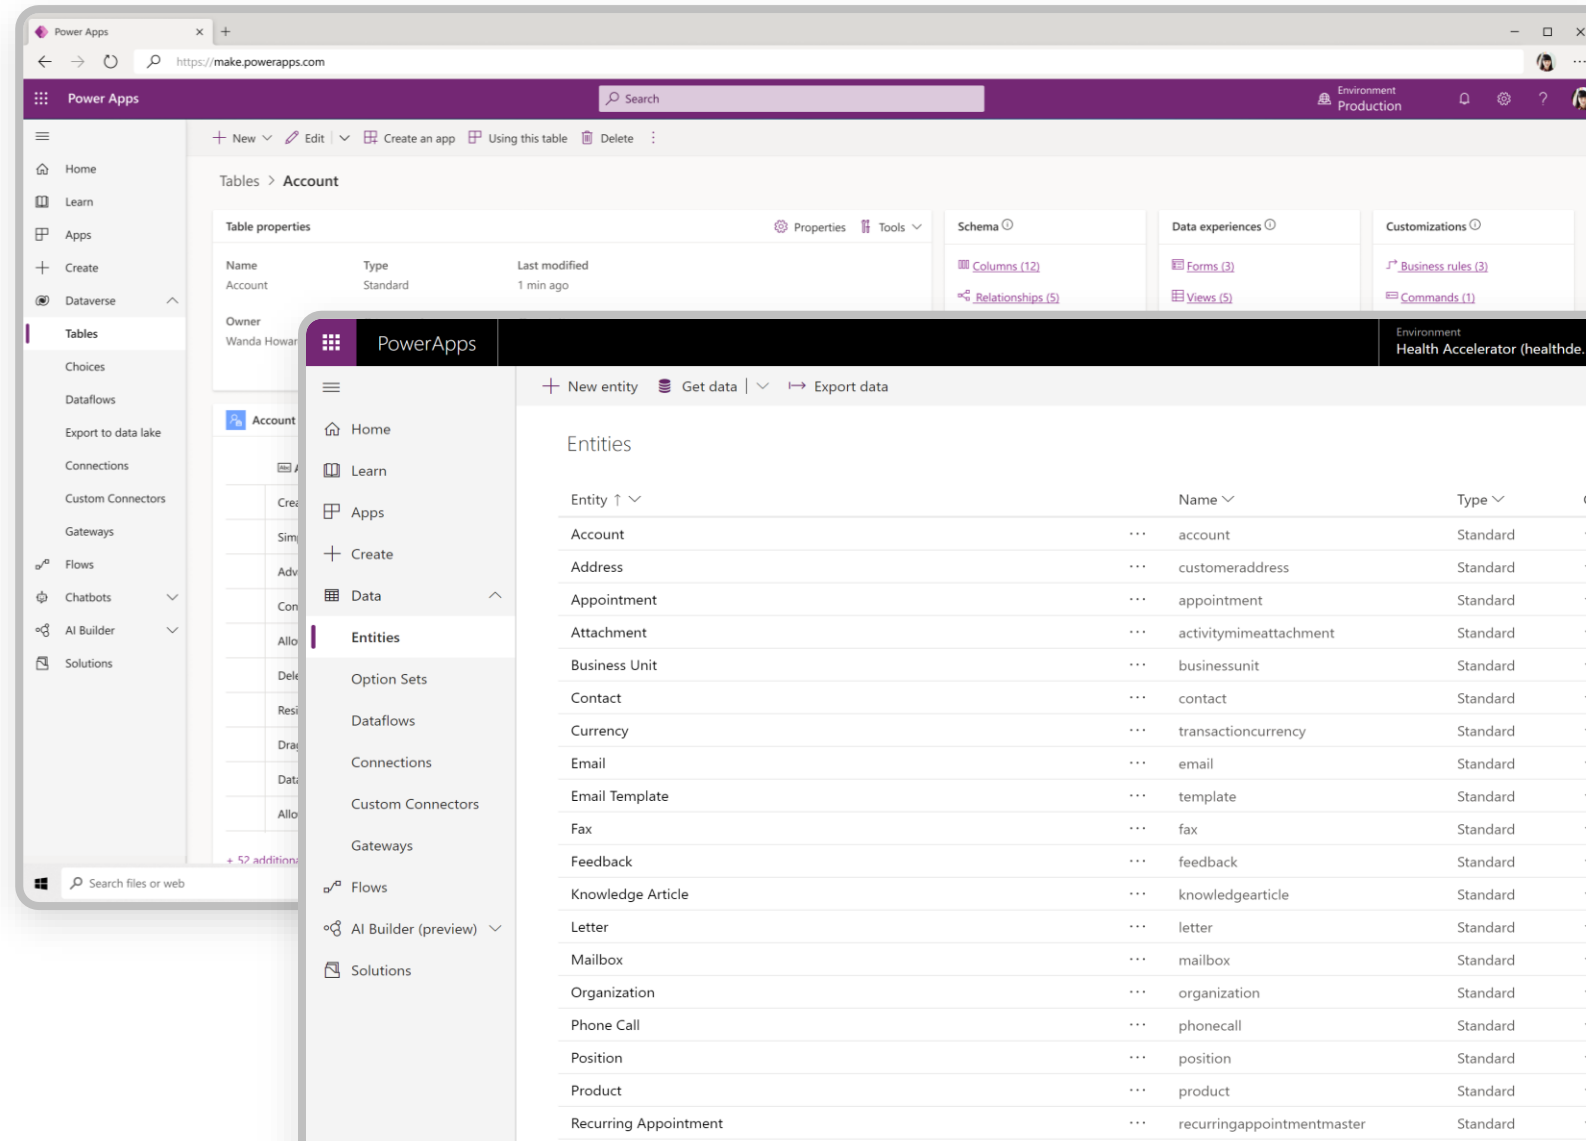 Power Apps
https://make.powerapps.com
Power Apps
Search
Environment
Production
New
Edit
Create an app
Using this table
Delete
Home
Learn
Apps
Create
Dataverse
Tables
Choices
Dataflows
Export to data lake
Connections
Custom Connectors
Gateways
Flows
Chatbots
AI Builder
Solutions
Tables > Account
Table properties
Properties
Tools
Name
Type
Last modified
Account
Standard
1 min ago
Owner
Wanda
Schema
Columns (12)
Relationships (5)
Data experiences
Forms (3)
Views (5)
Customizations
Business rules (3)
Commands (1)
Account
+ 52
Search files or web
PowerApps
Environment
Health Accelerator (healthde..
New entity
Get data
Export data
Home
Learn
Apps
Create
Data
Entities
Option Sets
Dataflows
Connections
Custom Connectors
Gateways
Flows
AI Builder (preview)
Solutions
Entities
Entity ↑ Name Type
Account ··· account Standard
Address ··· customeraddress Standard
Appointment ··· appointment Standard
Attachment ··· activitymimeattachment Standard
Business Unit ··· businessunit Standard
Contact ··· contact Standard
Currency ··· transactioncurrency Standard
Email ··· email Standard
Email Template ··· template Standard
Fax ··· fax Standard
Feedback ··· feedback Standard
Knowledge Article ··· knowledgearticle Standard
Letter ··· letter Standard
Mailbox ··· mailbox Standard
Organization ··· organization Standard
Phone Call ··· phonecall Standard
Position ··· position Standard
Product ··· product Standard
Recurring Appointment ··· recurringappointmentmaster Standard